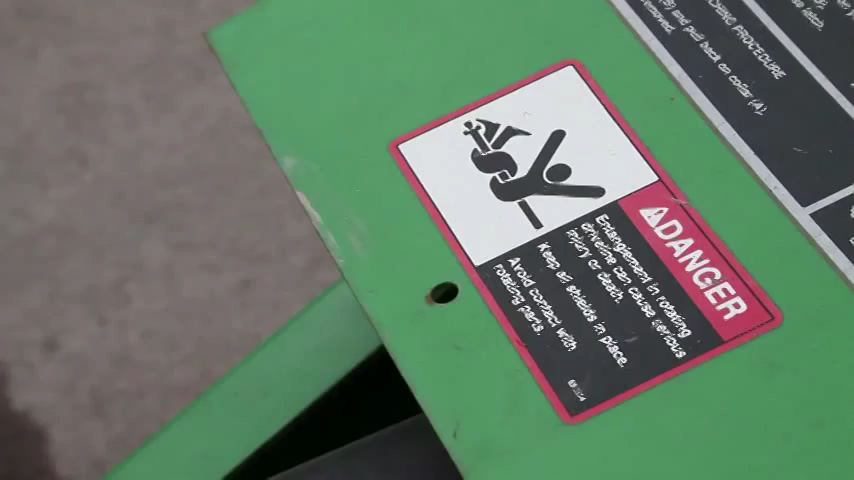 DANGER
Entanglement in rotating
driveline can cause serious
injury or death.
Keep all shields in place.
Avoid contact with
rotating parts.
PROCEDURE
and pull back on collar (A).
removed.